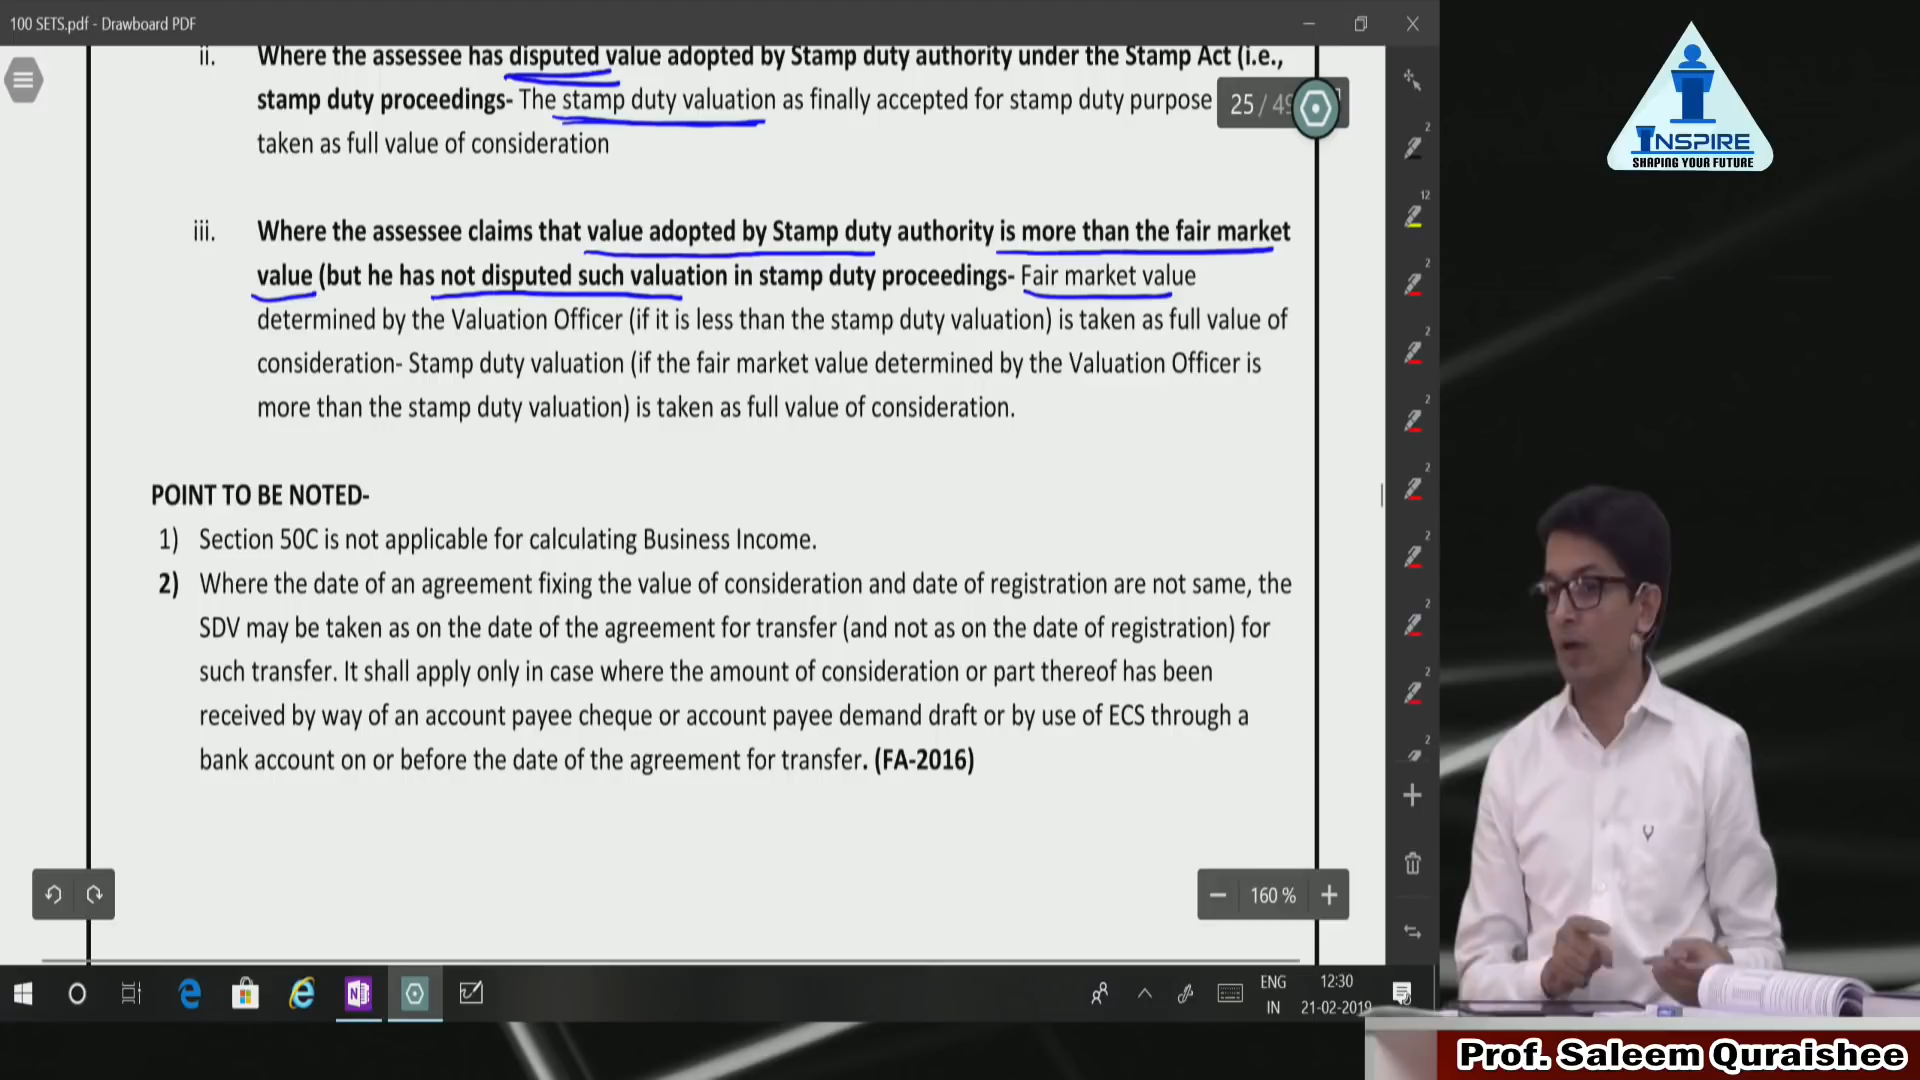 100 SETS.pdf - Drawboard PDF
ii. Where the assessee has disputed value adopted by Stamp duty authority under the Stamp Act (i.e.,
stamp duty proceedings- The stamp duty valuation as finally accepted for stamp duty purpose
25 / 49
taken as full value of consideration
iii. Where the assessee claims that value adopted by Stamp duty authority is more than the fair market
value (but he has not disputed such valuation in stamp duty proceedings- Fair market value
determined by the Valuation Officer (if it is less than the stamp duty valuation) is taken as full value of
consideration- Stamp duty valuation (if the fair market value determined by the Valuation Officer is
more than the stamp duty valuation) is taken as full value of consideration.
POINT TO BE NOTED-
1) Section 50C is not applicable for calculating Business Income.
2) Where the date of an agreement fixing the value of consideration and date of registration are not same, the
SDV may be taken as on the date of the agreement for transfer (and not as on the date of registration) for
such transfer. It shall apply only in case where the amount of consideration or part thereof has been
received by way of an account payee cheque or account payee demand draft or by use of ECS through a
bank account on or before the date of the agreement for transfer. (FA-2016)
160 %
2
12
2
2
2
2
2
2
2
2
ENG
IN
12:30
21-02-2019
INSPIRE
SHAPING YOUR FUTURE
Prof. Saleem Quraishee